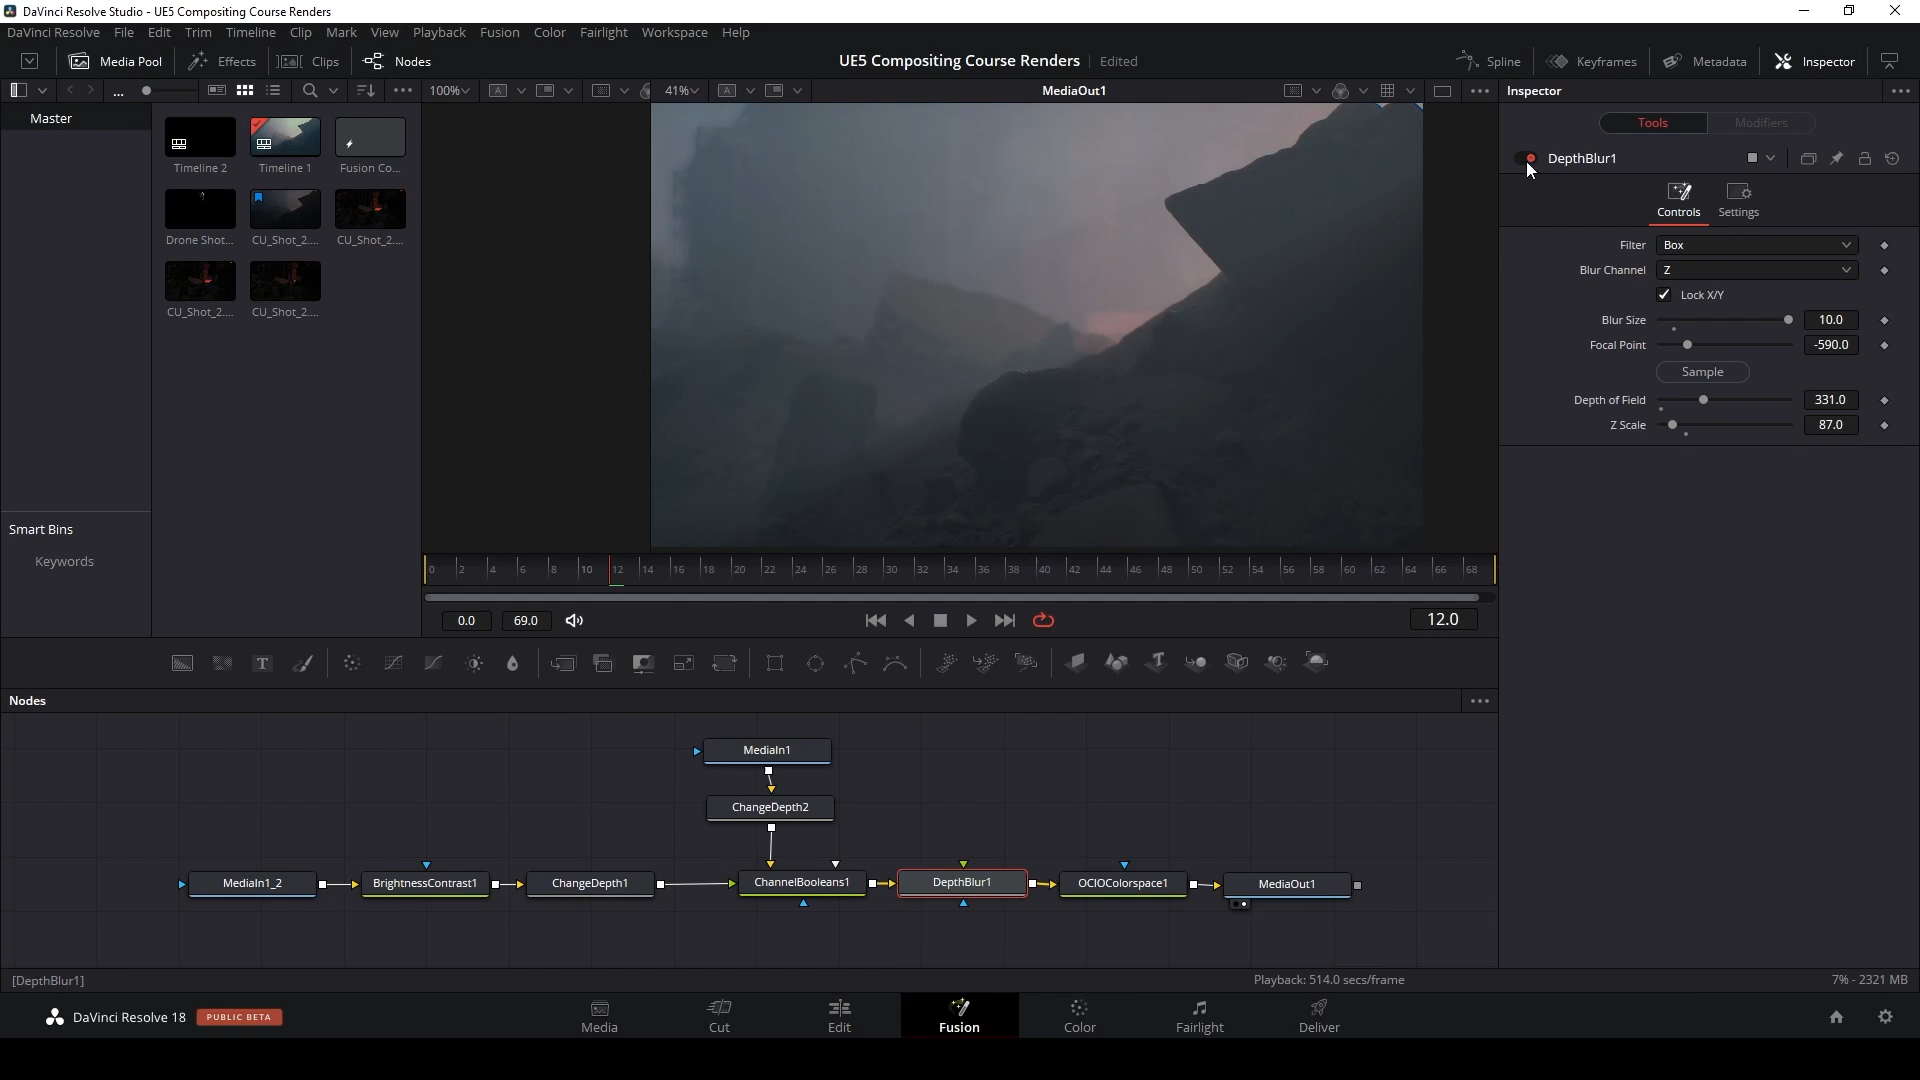 DaVinci Resolve Studio - UE5 Compositing Course Renders
DaVinci Resolve File Edit Trim Timeline Clip Mark View Playback Fusion Color Fairlight Workspace Help
Media Pool Effects Clips Nodes UE5 Compositing Course Renders Edited Spline Keyframes Metadata Inspector
... 100% A 41% A MediaOut1 Inspector
Master
Timeline 2 Timeline 1 Fusion Co...
Drone Shot... CU_Shot_2.... CU_Shot_2....
CU_Shot_2.... CU_Shot_2....
Smart Bins
Keywords
Tools Modifiers
DepthBlur1
Controls Settings
Filter Box
Blur Channel Z
Lock X/Y
Blur Size 10.0
Focal Point -590.0
Sample
Depth of Field 331.0
Z Scale 87.0
0 2 4 6 8 10 12 14 16 18 20 22 24 26 28 30 32 34 36 38 40 42 44 46 48 50 52 54 56 58 60 62 64 66 68
0.0 69.0 12.0
T T
Nodes
MediaIn1
ChangeDepth2
MediaIn1_2 BrightnessContrast1 ChangeDepth1 ChannelBooleans1 DepthBlur1 OCIOColorspace1 MediaOut1
[DepthBlur1] Playback: 514.0 secs/frame 7% - 2321 MB
DaVinci Resolve 18 PUBLIC BETA
Media Cut Edit Fusion Color Fairlight Deliver